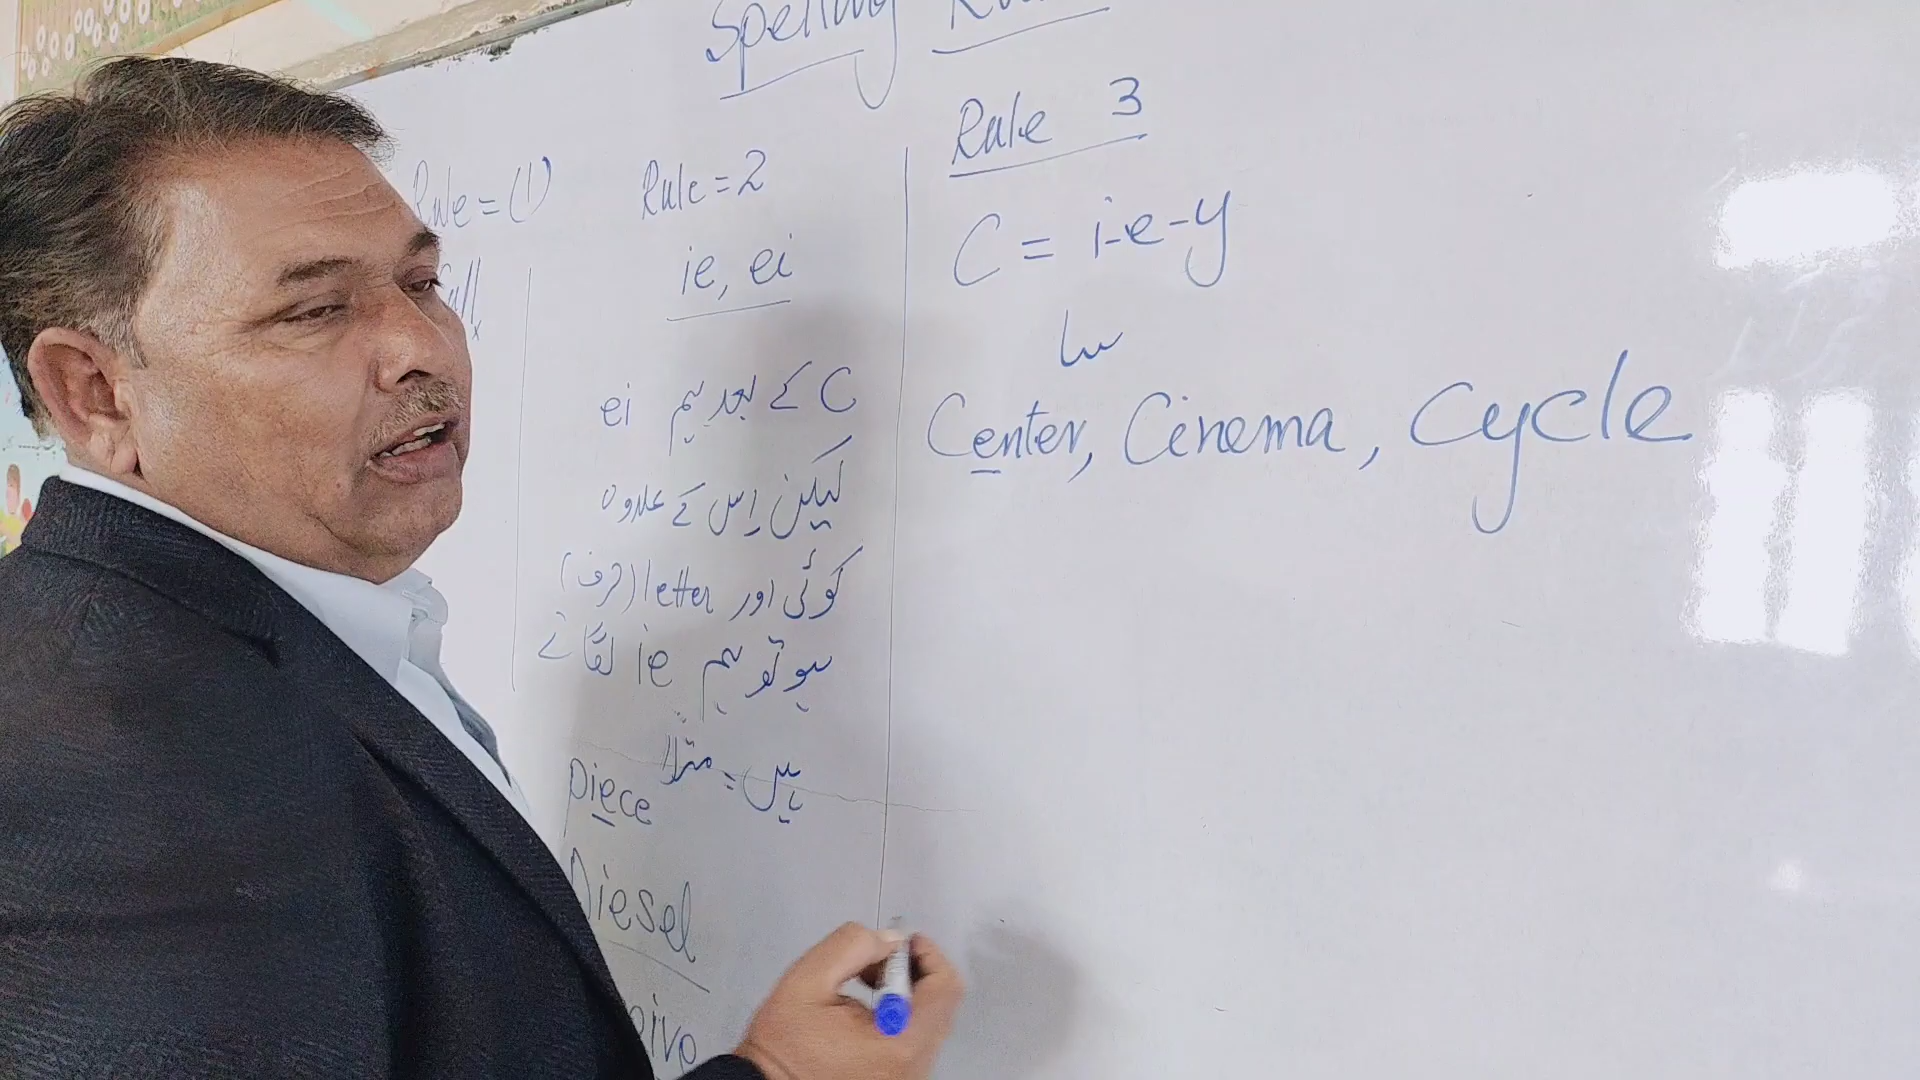 Spelling
Rule = (1)
Rule = 2
ie, ei
C کے بعد ہم ei
لیکن اِس کے علاوہ
کوئی اور letter (حرف)
ہو تو ہم ie لگاتے
ہیں = مثلا
Piece
Diesel
Rule 3
C = i-e-y
س
Center, Cinema, Cycle